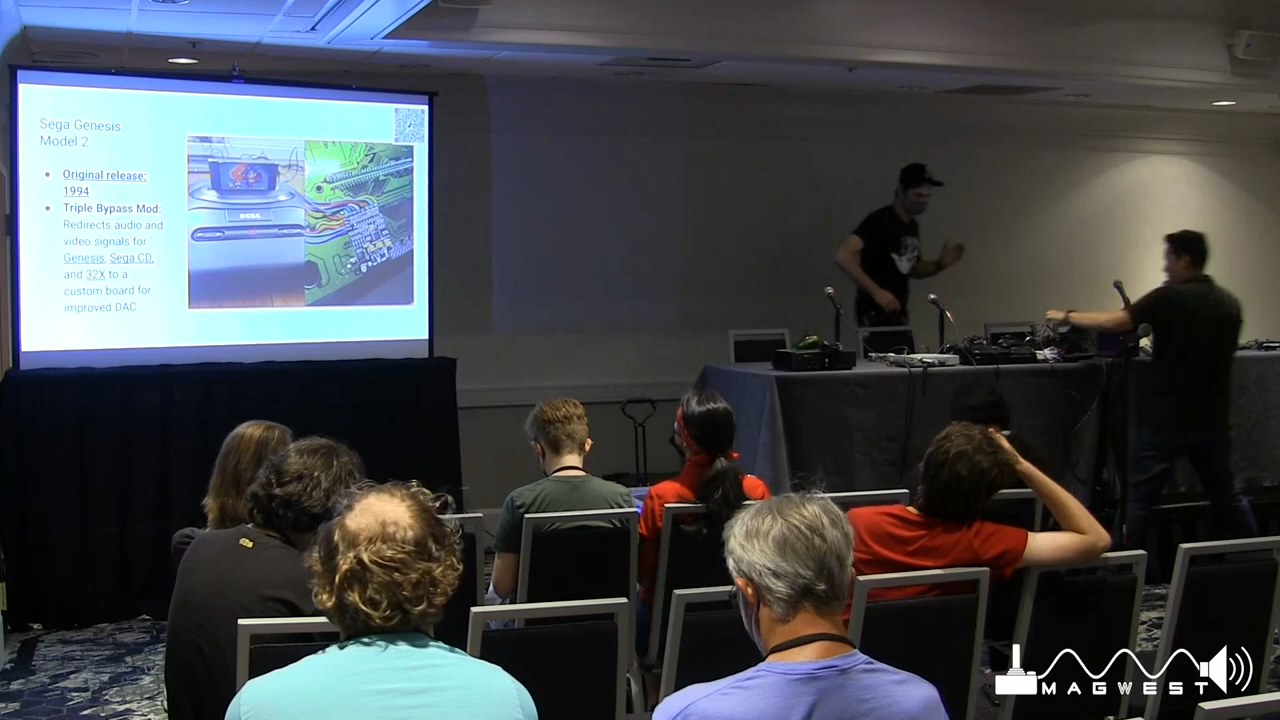 Sega Genesis:
Model 2
Original release:
1994
Triple Bypass Mod:
Redirects audio and
video signals for
Genesis, Sega CD,
and 32X to a
custom board for
improved DAC
SEGA
MAGWEST